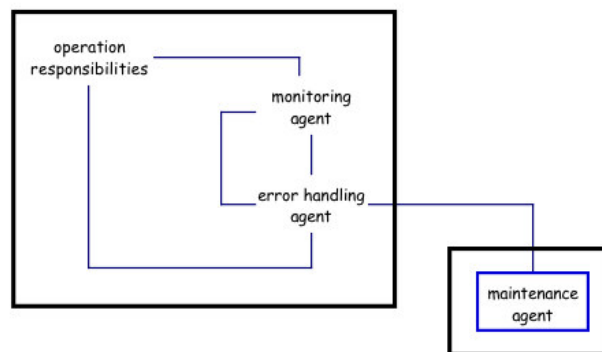 operation
responsibilities
monitoring
agent
error handling
agent
maintenance
agent